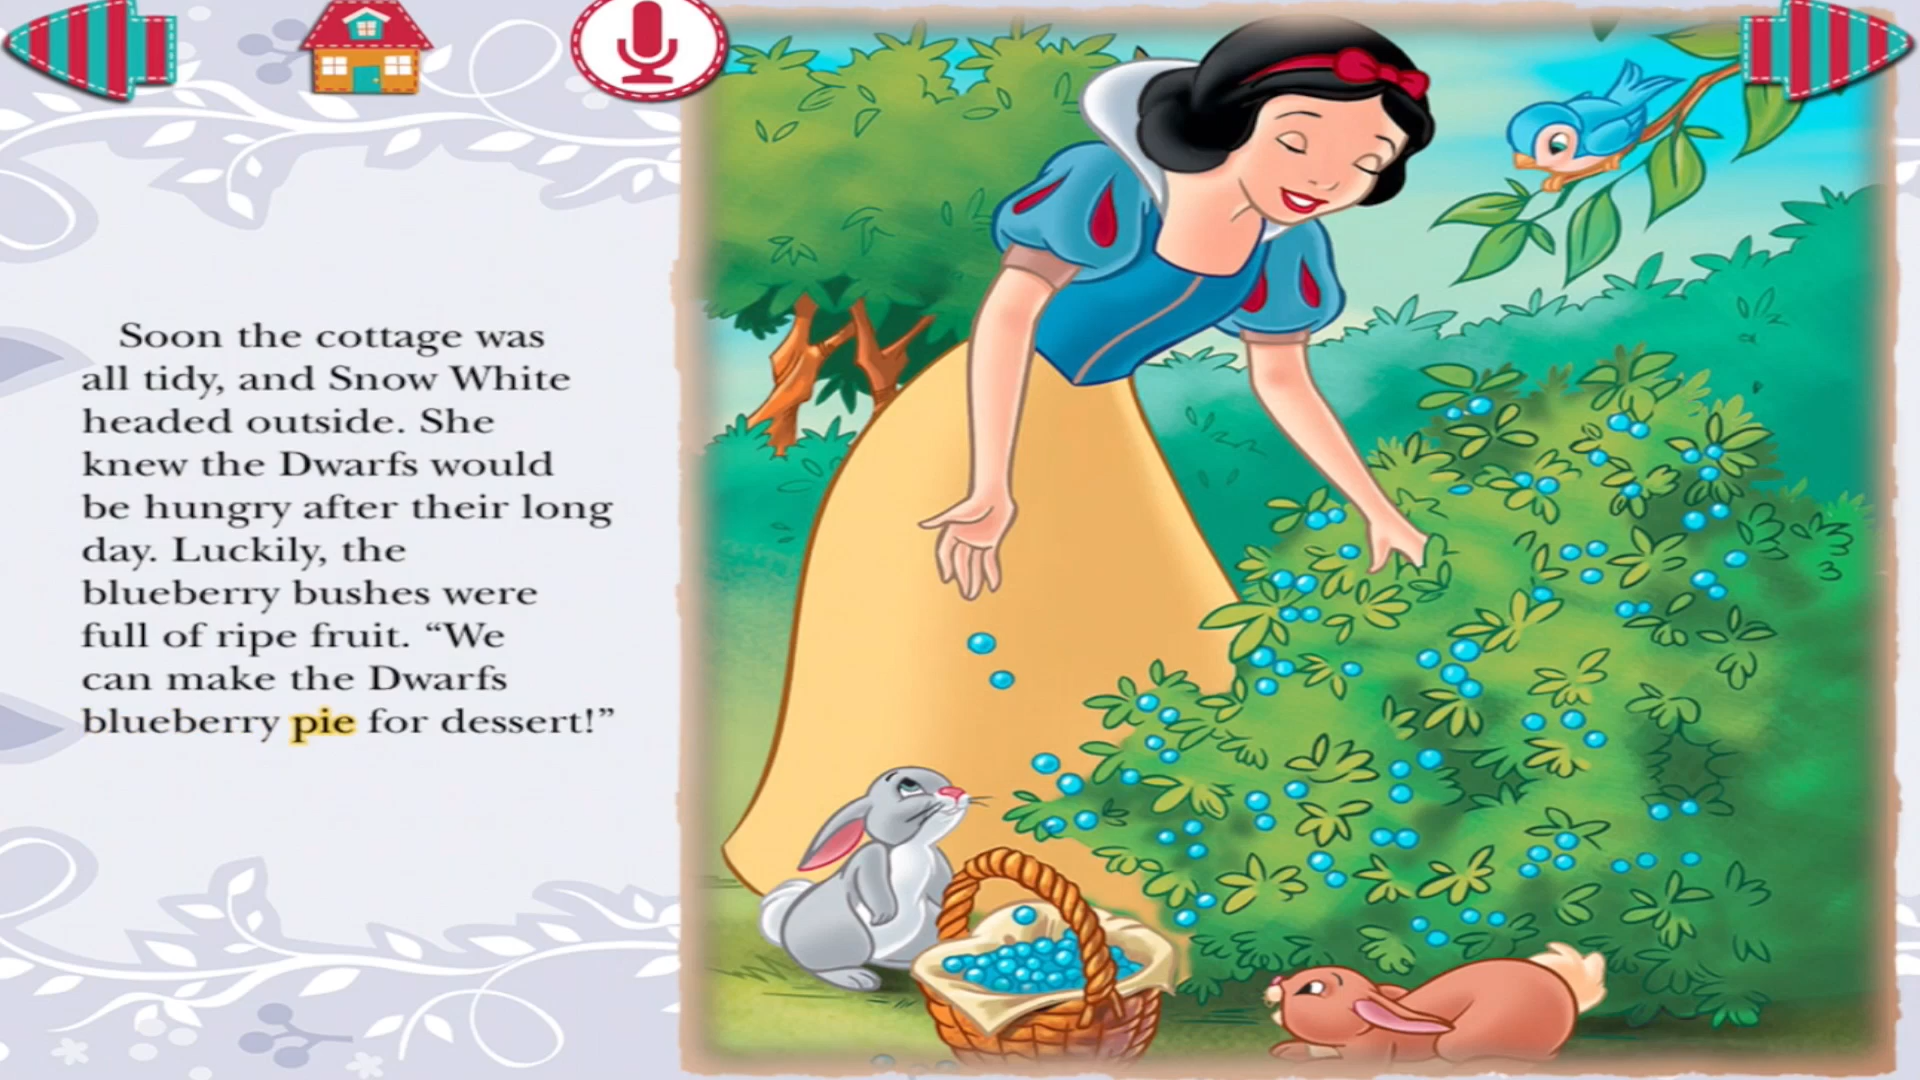 Soon the cottage was
all tidy, and Snow White
headed outside. She
knew the Dwarfs would
be hungry after their long
day. Luckily, the
blueberry bushes were
full of ripe fruit. “We
can make the Dwarfs
blueberry pie for dessert!”